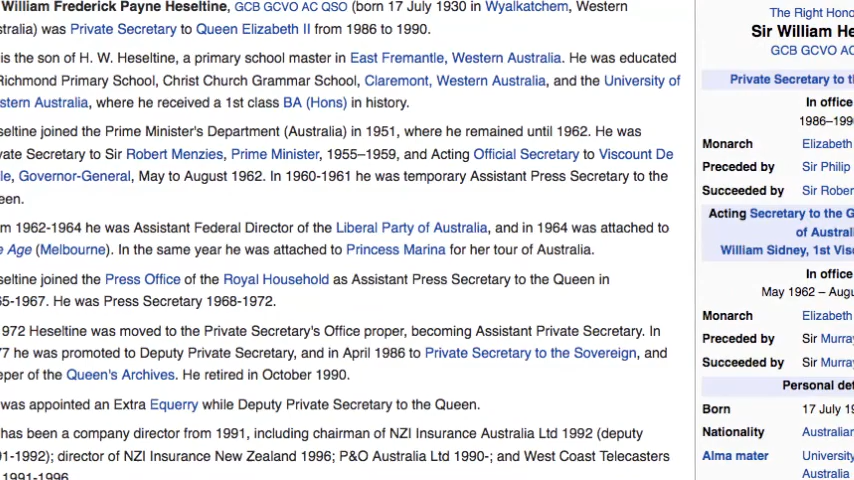 William Frederick Payne Heseltine, GCB GCVO AC QSO (born 17 July 1930 in Wyalkatchem, Western
stralia) was Private Secretary to Queen Elizabeth II from 1986 to 1990.
is the son of H. W. Heseltine, a primary school master in East Fremantle, Western Australia. He was educated
Richmond Primary School, Christ Church Grammar School, Claremont, Western Australia, and the University of
stern Australia, where he received a 1st class BA (Hons) in history.
seltine joined the Prime Minister's Department (Australia) in 1951, where he remained until 1962. He was
vate Secretary to Sir Robert Menzies, Prime Minister, 1955–1959, and Acting Official Secretary to Viscount De
le, Governor-General, May to August 1962. In 1960-1961 he was temporary Assistant Press Secretary to the
een.
m 1962-1964 he was Assistant Federal Director of the Liberal Party of Australia, and in 1964 was attached to
e Age (Melbourne). In the same year he was attached to Princess Marina for her tour of Australia.
seltine joined the Press Office of the Royal Household as Assistant Press Secretary to the Queen in
65-1967. He was Press Secretary 1968-1972.
1972 Heseltine was moved to the Private Secretary's Office proper, becoming Assistant Private Secretary. In
77 he was promoted to Deputy Private Secretary, and in April 1986 to Private Secretary to the Sovereign, and
eper of the Queen's Archives. He retired in October 1990.
was appointed an Extra Equerry while Deputy Private Secretary to the Queen.
has been a company director from 1991, including chairman of NZI Insurance Australia Ltd 1992 (deputy
91-1992); director of NZI Insurance New Zealand 1996; P&O Australia Ltd 1990-; and West Coast Telecasters
1991-1996
The Right Hono
Sir William He
GCB GCVO AC
Private Secretary to th
In office
1986–199
Monarch Elizabeth
Preceded by Sir Philip
Succeeded by Sir Rober
Acting Secretary to the G
of Australi
William Sidney, 1st Visc
In office
May 1962 – Augu
Monarch Elizabeth
Preceded by Sir Murray
Succeeded by Sir Murray
Personal det
Born 17 July 19
Nationality Australian
Alma mater University
Australia